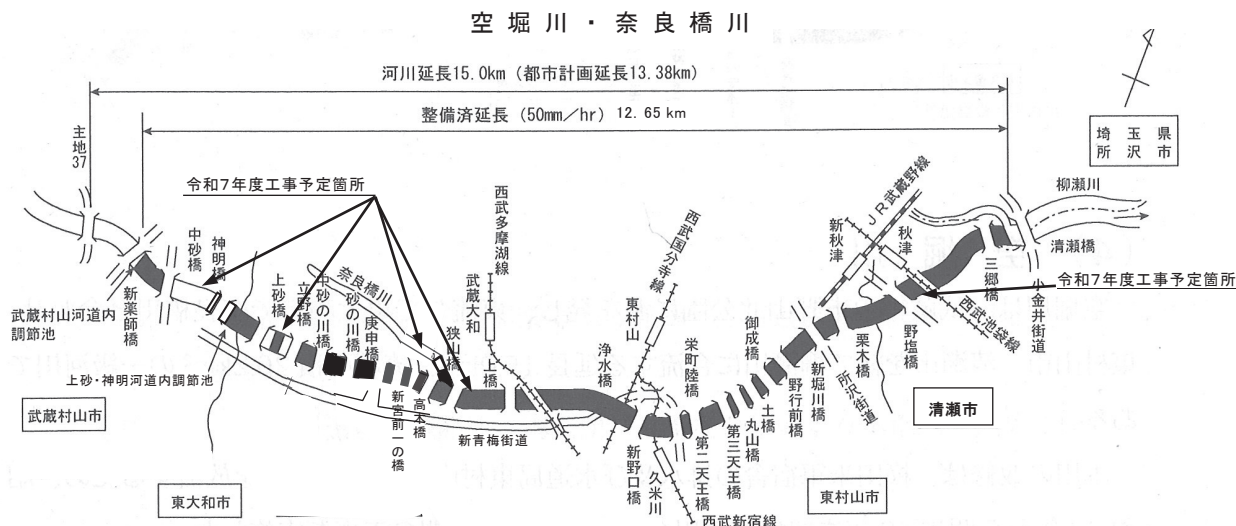 空堀川・奈良橋川
河川延長15.0km（都市計画延長13.38km）
整備済延長（50mm／hr）12.65km
主地37
埼玉県
所沢市
令和7年度工事予定箇所
柳瀬川
清瀬橋
小金井街道
三郷橋
令和7年度工事予定箇所
JR武蔵野線
新秋津
秋津
西武池袋線
野塩橋
所沢街道
栗木橋
清瀬市
新堀川橋
野行前橋
丸山橋
土橋
御成橋
第三天王橋
第二天王橋
栄町陸橋
東村山市
西武国分寺線
東村山
久米川
西武新宿線
新野口橋
浄水橋
西武多摩湖線
武蔵大和
丸山橋
狭山橋
高木橋
新宮前一の橋
庚申橋
砂の川橋
中砂の川橋
立野橋
上砂橋
奈良橋川
神明橋
中砂橋
新薬師橋
武蔵村山河道内
調節池
上砂・神明河道内調節池
新青梅街道
武蔵村山市
東大和市